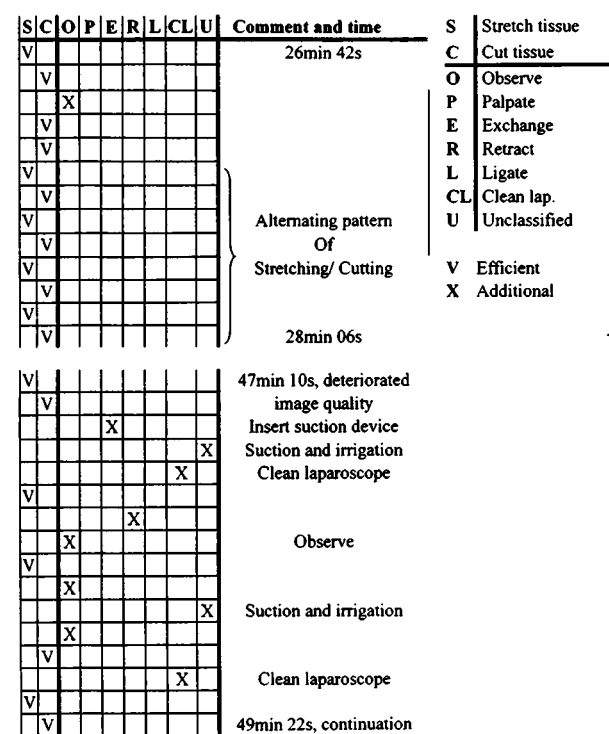 S C O P E R L CL U Comment and time
V 26min 42s
V
X
V
V
V
V
V Alternating pattern
V Of
V Stretching/ Cutting
V
V
V 28min 06s
V 47min 10s, deteriorated
V image quality
X Insert suction device
X Suction and irrigation
X Clean laparoscope
V
X
X Observe
V
X
X Suction and irrigation
X
V
X Clean laparoscope
V
V 49min 22s, continuation
S Stretch tissue
C Cut tissue
O Observe
P Palpate
E Exchange
R Retract
L Ligate
CL Clean lap.
U Unclassified
V Efficient
X Additional